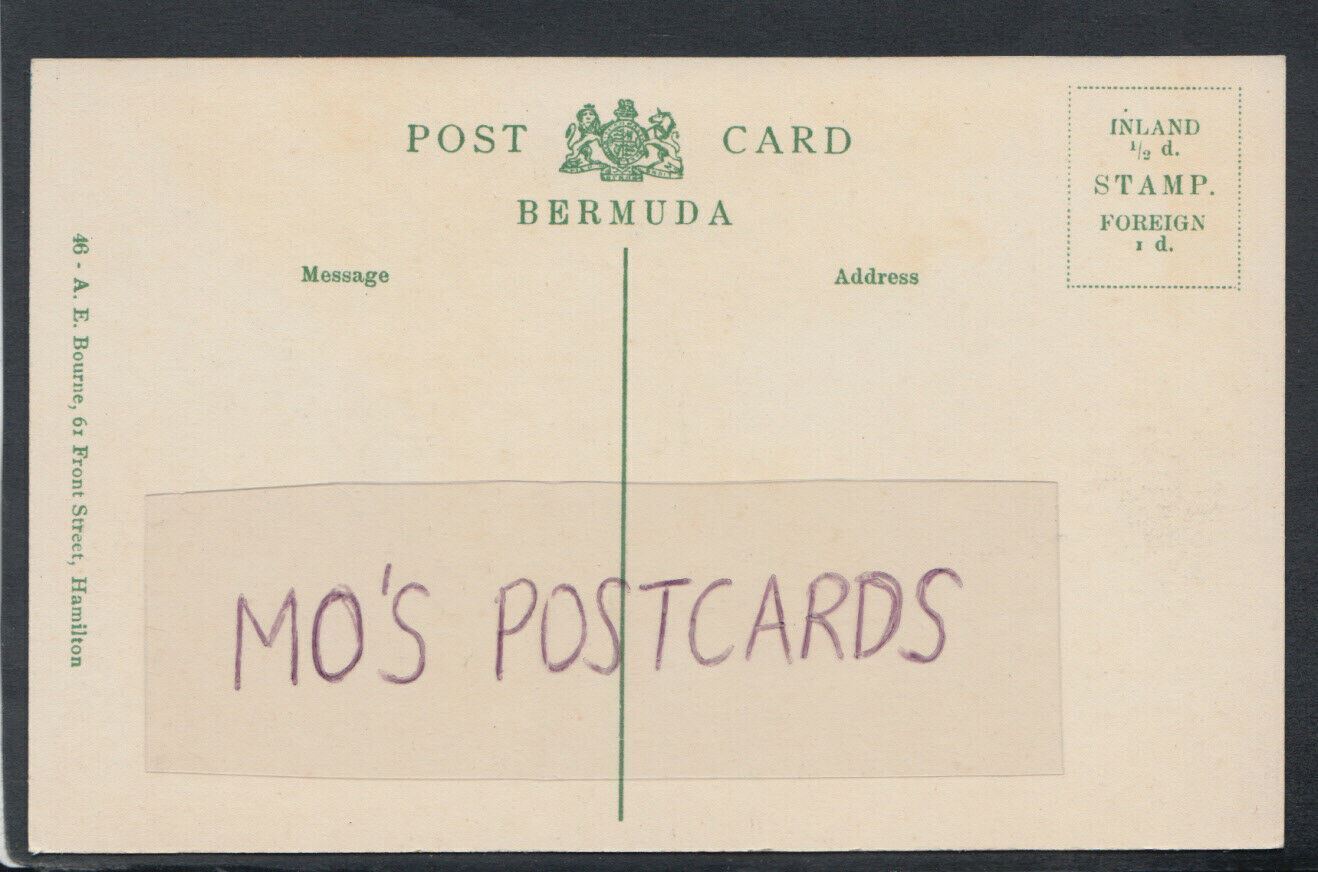 POST CARD
BERMUDA
INLAND
1/2 d.
STAMP.
FOREIGN
1 d.
Message
Address
46 - A. E. Bourne, 61 Front Street, Hamilton
MO'S POSTCARDS